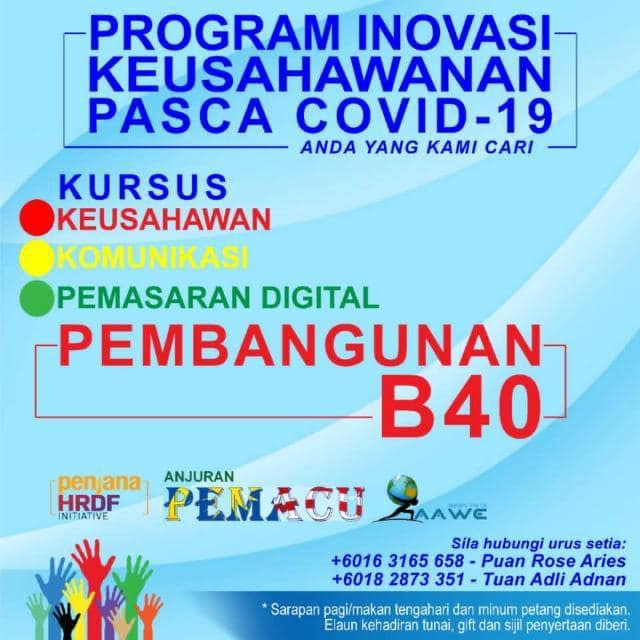 PROGRAM INOVASI
KEUSAHAWANAN
PASCA COVID-19
ANDA YANG KAMI CARI
KURSUS
KEUSAHAWAN
KOMUNIKASI
PEMASARAN DIGITAL
PEMBANGUNAN
B40
penjana
HRDF
INITIATIVE
ANJURAN
PEMACU
AAWE
Sila hubungi urus setia:
+6016 3165 658 - Puan Rose Aries
+6018 2873 351 - Tuan Adli Adnan
* Sarapan pagi/makan tengahari dan minum petang disediakan.
Elaun kehadiran tunai, gift dan sijil penyertaan diberi.